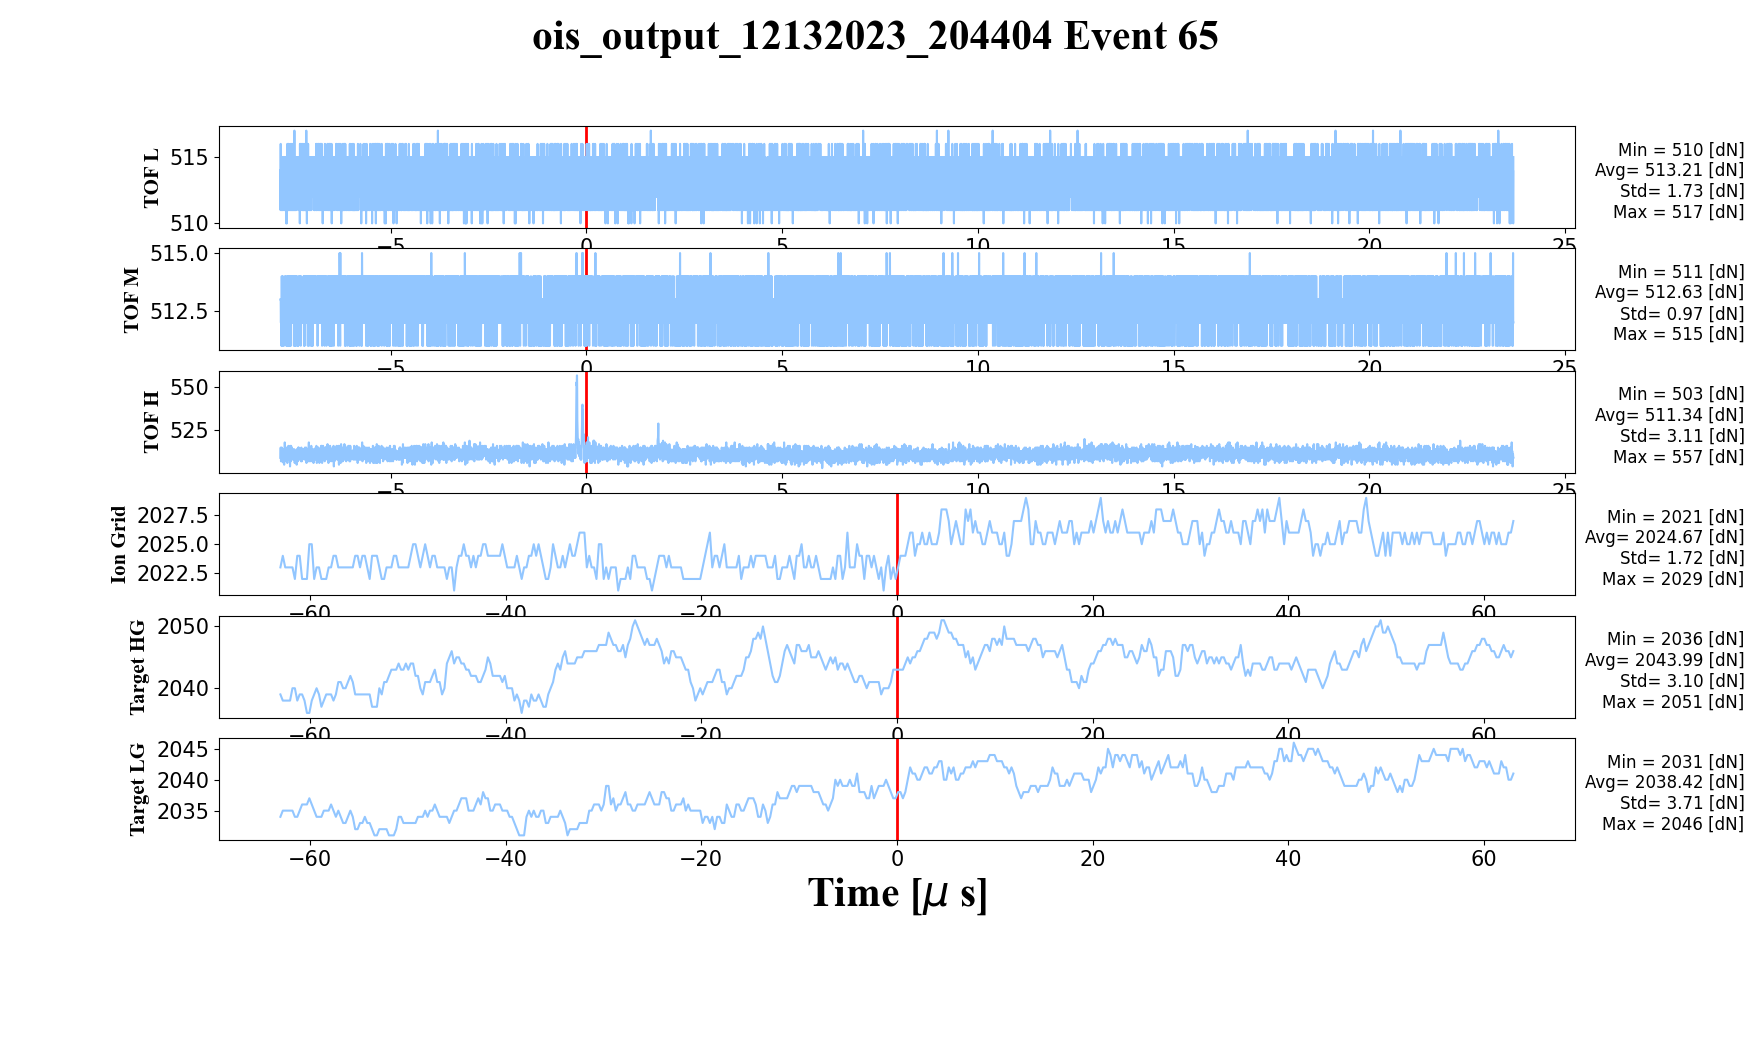 ois_output_12132023_204404 Event 65
TOF L
515
510
−5 0 5 10 15 20 25
Min = 510 [dN]
Avg= 513.21 [dN]
Std= 1.73 [dN]
Max = 517 [dN]
TOF M
515.0
512.5
−5 0 5 10 15 20 25
Min = 511 [dN]
Avg= 512.63 [dN]
Std= 0.97 [dN]
Max = 515 [dN]
TOF H
550
525
−5 0 5 10 15 20 25
Min = 503 [dN]
Avg= 511.34 [dN]
Std= 3.11 [dN]
Max = 557 [dN]
Ion Grid
2027.5
2025.0
2022.5
−60 −40 −20 0 20 40 60
Min = 2021 [dN]
Avg= 2024.67 [dN]
Std= 1.72 [dN]
Max = 2029 [dN]
Target HG
2050
2040
−60 −40 −20 0 20 40 60
Min = 2036 [dN]
Avg= 2043.99 [dN]
Std= 3.10 [dN]
Max = 2051 [dN]
Target LG
2045
2040
2035
−60 −40 −20 0 20 40 60
Min = 2031 [dN]
Avg= 2038.42 [dN]
Std= 3.71 [dN]
Max = 2046 [dN]
Time [μ s]